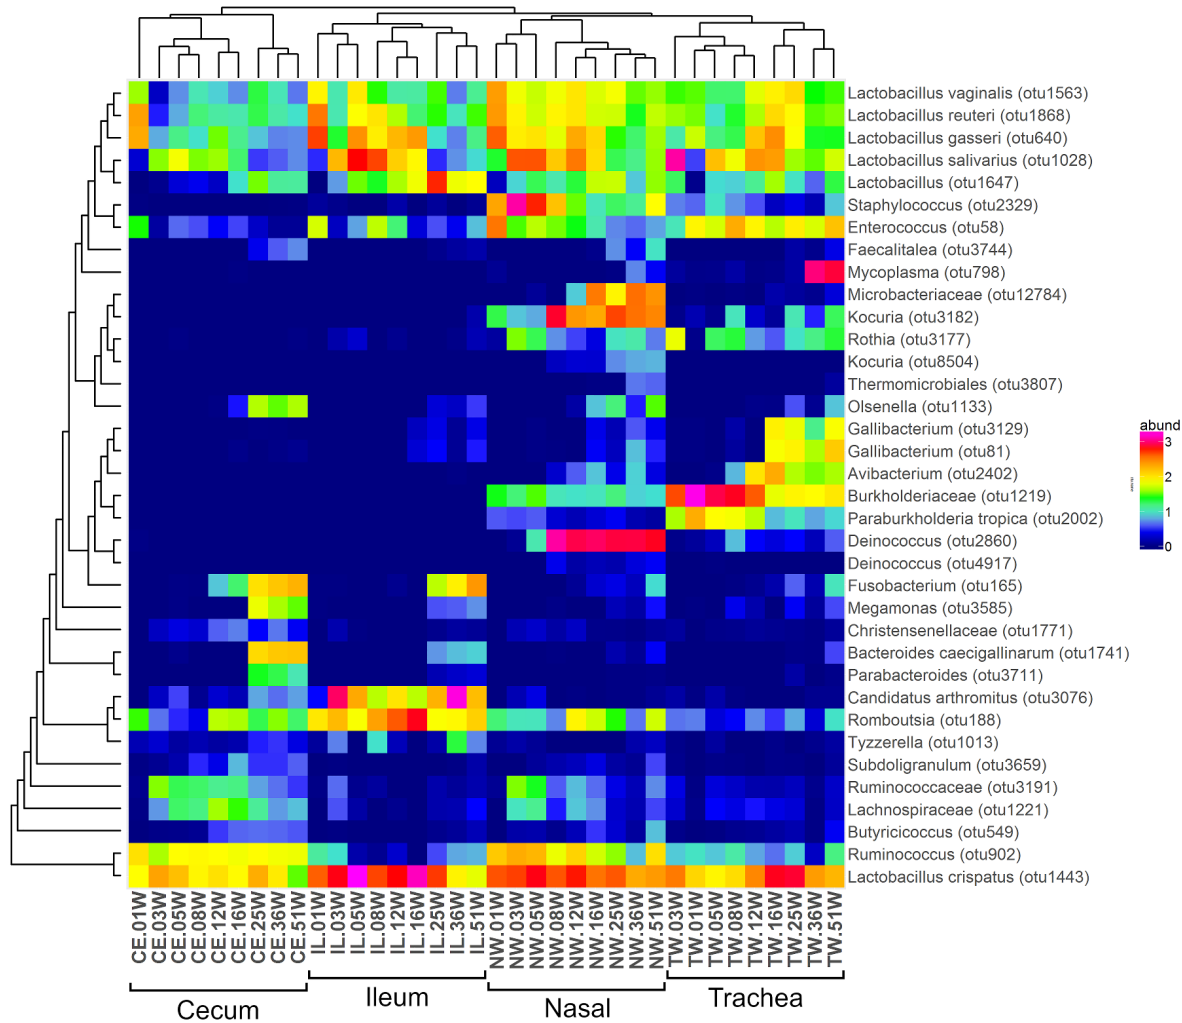 Lactobacillus vaginalis (otu1563)
Lactobacillus reuteri (otu1868)
Lactobacillus gasseri (otu640)
Lactobacillus salivarius (otu1028)
Lactobacillus (otu1647)
Staphylococcus (otu2329)
Enterococcus (otu58)
Faecalitalea (otu3744)
Mycoplasma (otu798)
Microbacteriaceae (otu12784)
Kocuria (otu3182)
Rothia (otu3177)
Kocuria (otu8504)
Thermomicrobiales (otu3807)
Olsenella (otu1133)
Gallibacterium (otu3129)
Gallibacterium (otu81)
Avibacterium (otu2402)
Burkholderiaceae (otu1219)
Paraburkholderia tropica (otu2002)
Deinococcus (otu2860)
Deinococcus (otu4917)
Fusobacterium (otu165)
Megamonas (otu3585)
Christensenellaceae (otu1771)
Bacteroides caecigallinarum (otu1741)
Parabacteroides (otu3711)
Candidatus arthromitus (otu3076)
Romboutsia (otu188)
Tyzzerella (otu1013)
Subdoligranulum (otu3659)
Ruminococcaceae (otu3191)
Lachnospiraceae (otu1221)
Butyricicoccus (otu549)
Ruminococcus (otu902)
Lactobacillus crispatus (otu1443)
abund
3
2
1
0
CE.01W
CE.03W
CE.05W
CE.08W
CE.12W
CE.16W
CE.25W
CE.36W
CE.51W
IL.01W
IL.03W
IL.05W
IL.08W
IL.12W
IL.16W
IL.25W
IL.36W
IL.51W
NW.01W
NW.03W
NW.05W
NW.08W
NW.12W
NW.16W
NW.25W
NW.36W
NW.51W
TW.03W
TW.01W
TW.05W
TW.08W
TW.12W
TW.16W
TW.25W
TW.36W
TW.51W
Cecum
Ileum
Nasal
Trachea